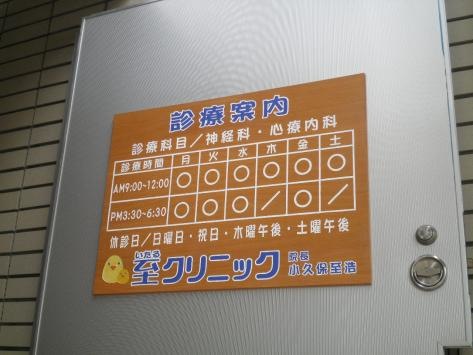 診療案内
診療科目/神経科・心療内科
診療時間 月 火 水 木 金 土
AM9:00~12:00 ○ ○ ○ ○ ○ ○
PM3:30~6:30 ○ ○ ○ / ○ /
休診日/日曜日・祝日・木曜午後・土曜午後
いたる
至クリニック 院長
小久保至浩